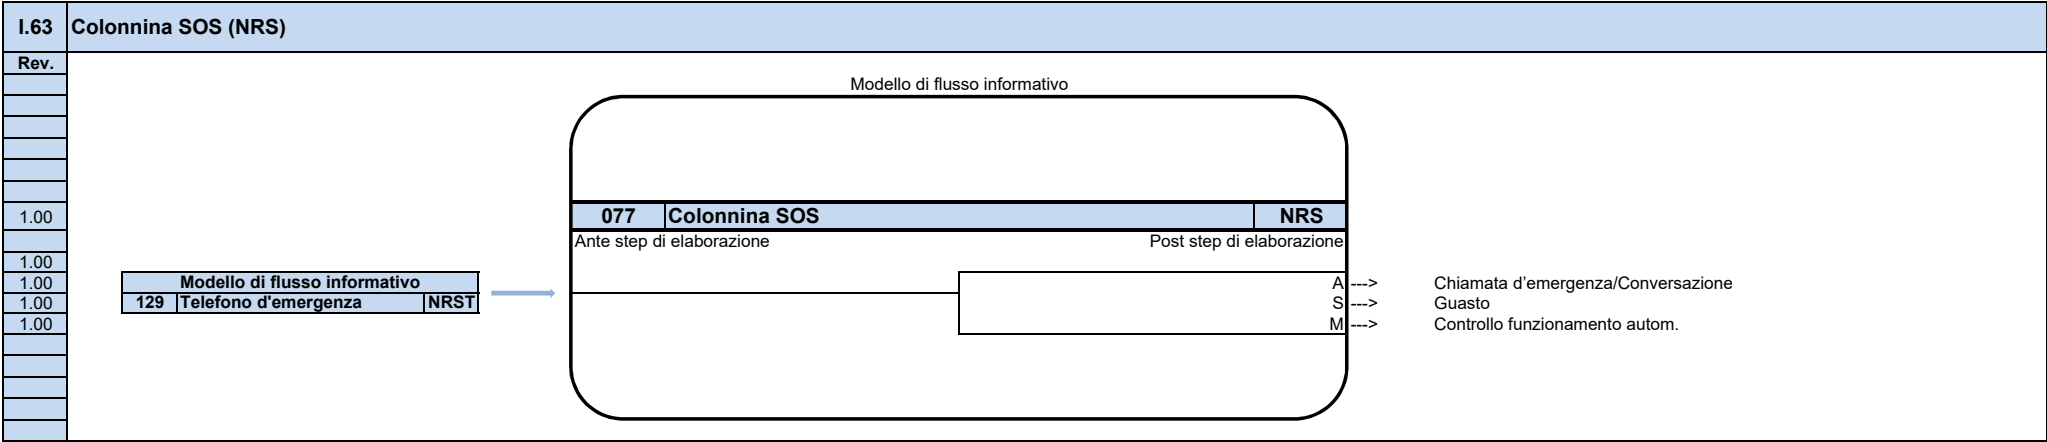 I.63 Colonnina SOS (NRS)
Rev.
Modello di flusso informativo
1.00 077 Colonnina SOS NRS
Ante step di elaborazione Post step di elaborazione
1.00
1.00 Modello di flusso informativo A ---> Chiamata d’emergenza/Conversazione
1.00 129 Telefono d'emergenza NRST S ---> Guasto
1.00 M ---> Controllo funzionamento autom.